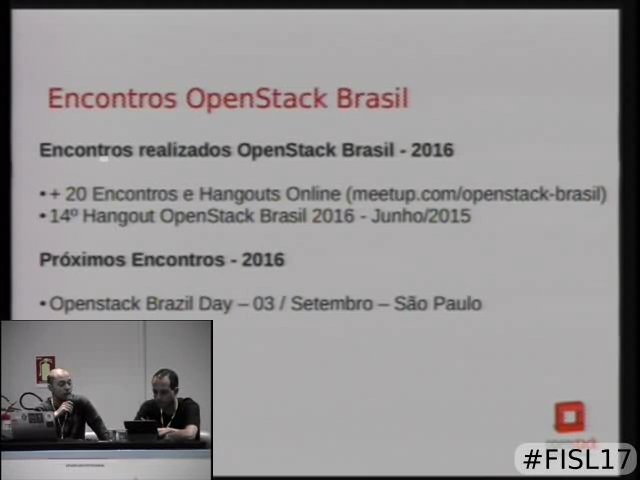 Encontros OpenStack Brasil
Encontros realizados OpenStack Brasil - 2016
•+ 20 Encontros e Hangouts Online (meetup.com/openstack-brasil)
•14º Hangout OpenStack Brasil 2016 - Junho/2015
Próximos Encontros - 2016
•Openstack Brazil Day – 03 / Setembro – São Paulo
#FISL17